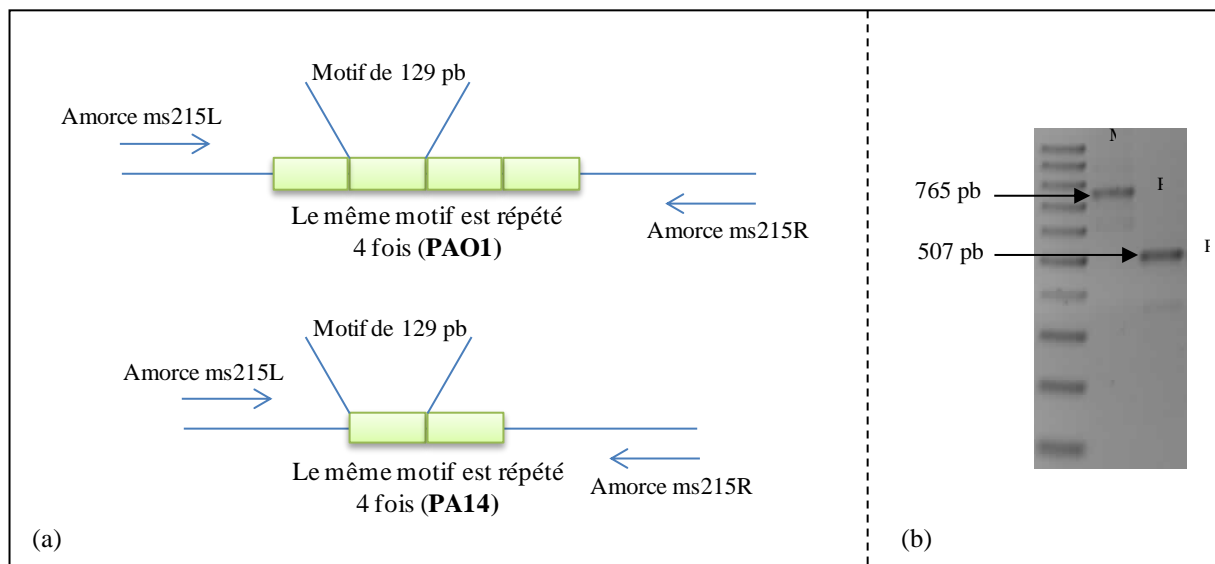 Motif de 129 pb
Amorce ms215L
Le même motif est répété
4 fois (PAO1)
Amorce ms215R
Motif de 129 pb
Amorce ms215L
Le même motif est répété
4 fois (PA14)
Amorce ms215R
(a)
765 pb
507 pb
(b)